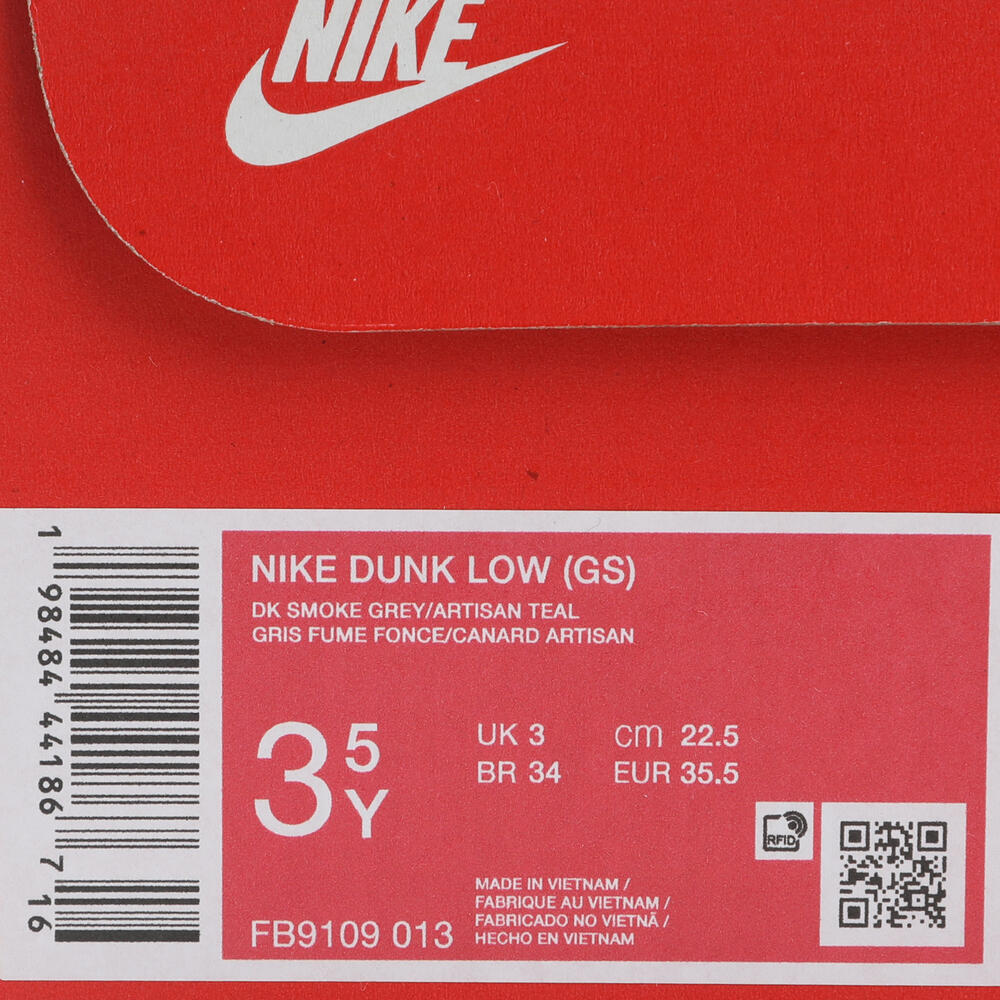 NIKE
1 98484 44186 7 16
NIKE DUNK LOW (GS)
DK SMOKE GREY/ARTISAN TEAL
GRIS FUME FONCE/CANARD ARTISAN
3 5 Y
UK 3 cm 22.5
BR 34 EUR 35.5
RFID
MADE IN VIETNAM /
FABRIQUE AU VIETNAM /
FABRICADO NO VIETNÃ /
HECHO EN VIETNAM
FB9109 013